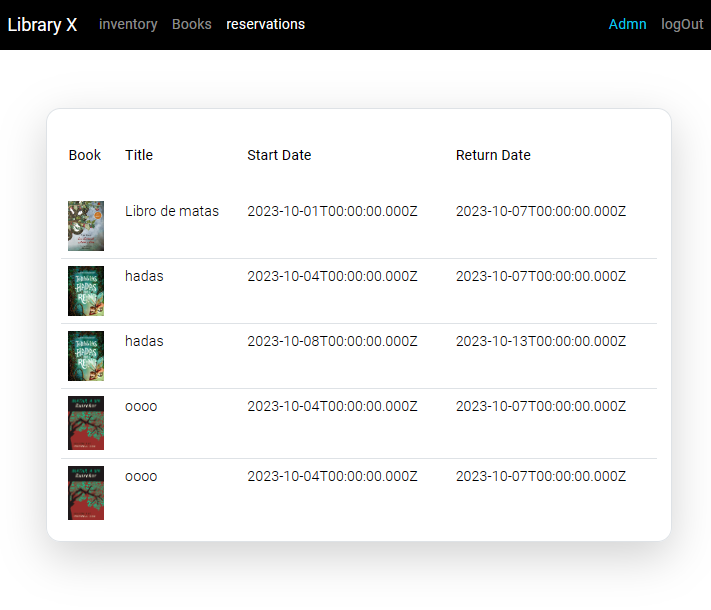 Library X inventory Books reservations Admn logOut
Book Title Start Date Return Date
Libro de matas 2023-10-01T00:00:00.000Z 2023-10-07T00:00:00.000Z
hadas 2023-10-04T00:00:00.000Z 2023-10-07T00:00:00.000Z
hadas 2023-10-08T00:00:00.000Z 2023-10-13T00:00:00.000Z
oooo 2023-10-04T00:00:00.000Z 2023-10-07T00:00:00.000Z
oooo 2023-10-04T00:00:00.000Z 2023-10-07T00:00:00.000Z